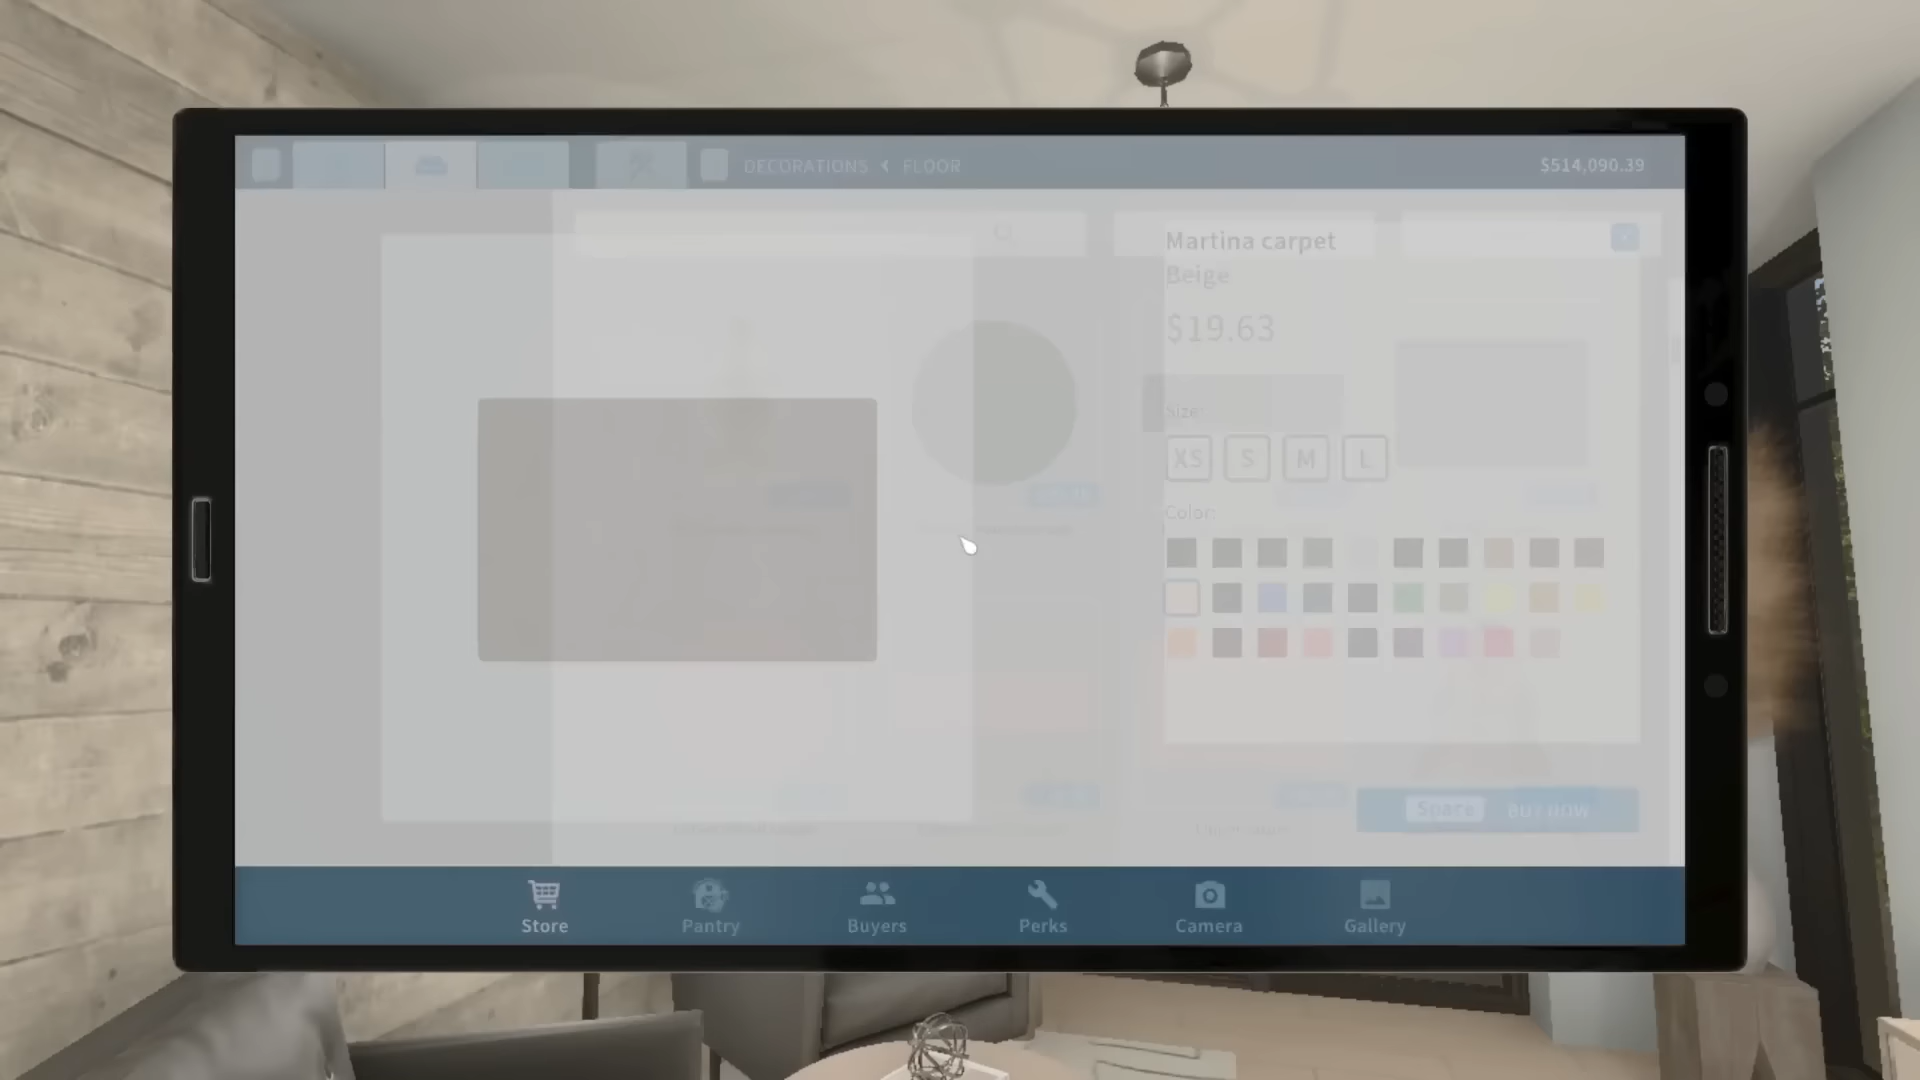 DECORATIONS FLOOR
$514,090.39
Martina carpet
Beige
$19.63
Size:
XS S M L
Color:
Space BUY NOW
Store Pantry Buyers Perks Camera Gallery